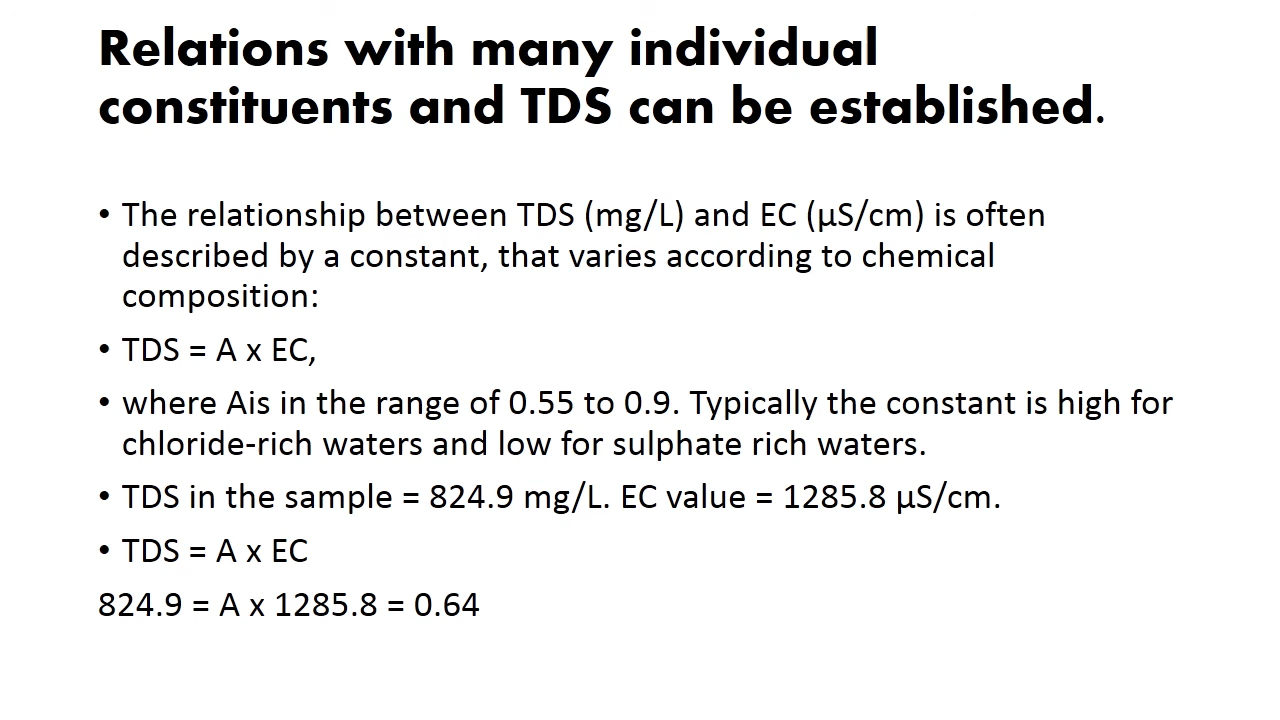 Relations with many individual
constituents and TDS can be established.
• The relationship between TDS (mg/L) and EC (µS/cm) is often
described by a constant, that varies according to chemical
composition:
• TDS = A x EC,
• where Ais in the range of 0.55 to 0.9. Typically the constant is high for
chloride-rich waters and low for sulphate rich waters.
• TDS in the sample = 824.9 mg/L. EC value = 1285.8 µS/cm.
• TDS = A x EC
824.9 = A x 1285.8 = 0.64